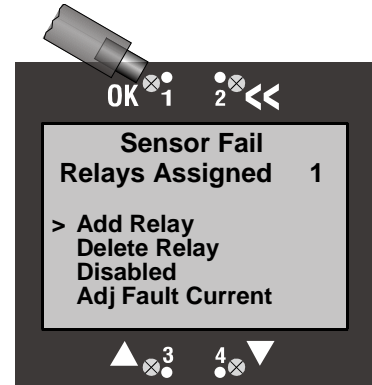 OK 1 2 <<
Sensor Fail
Relays Assigned 1
> Add Relay
Delete Relay
Disabled
Adj Fault Current
3 4